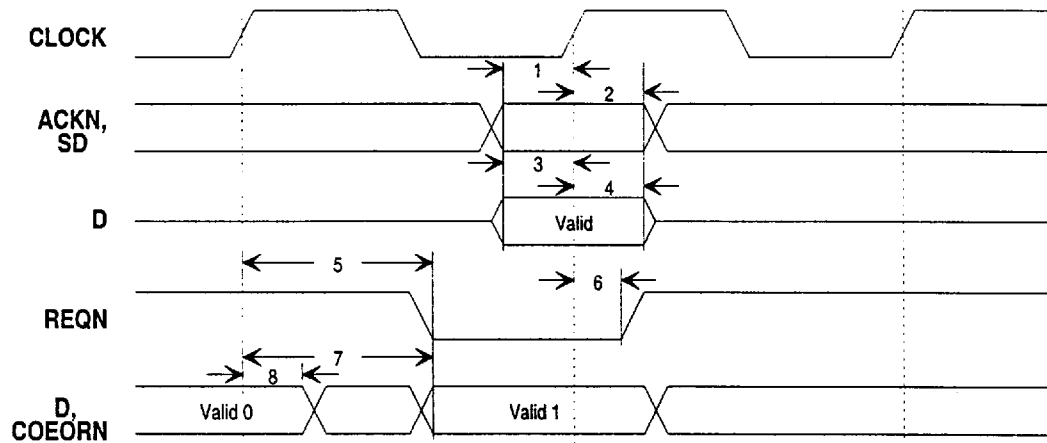 CLOCK
1
2
ACKN,
SD
3
4
D
Valid
5
6
REQN
7
8
D,
COEORN
Valid 0
Valid 1